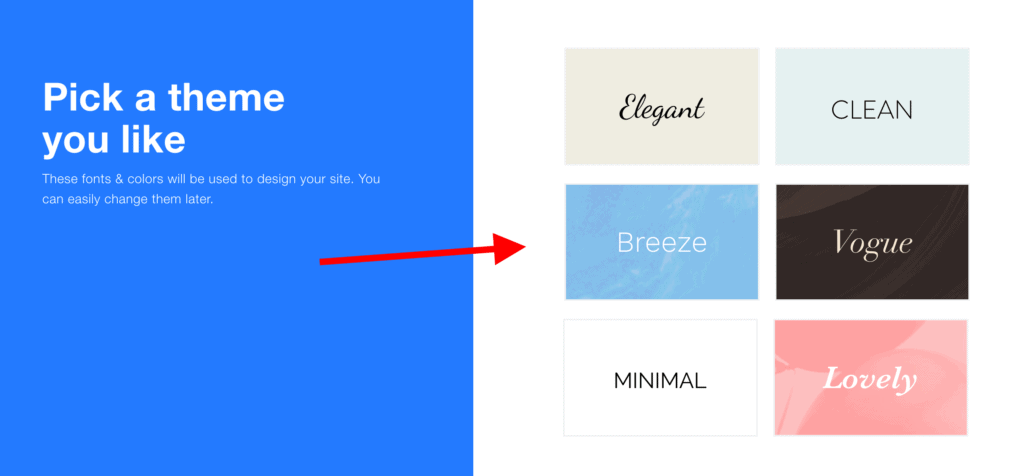 Pick a theme
you like
These fonts & colors will be used to design your site. You
can easily change them later.
Elegant
CLEAN
Breeze
Vogue
MINIMAL
Lovely